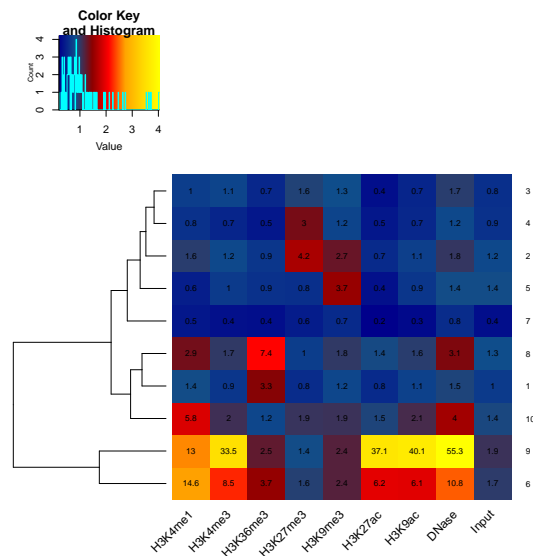 Color Key
and Histogram
Count
0 1 2 3 4
1 2 3 4
Value
1 1.1 0.7 1.6 1.3 0.4 0.7 1.7 0.8 3
0.8 0.7 0.5 3 1.2 0.5 0.7 1.2 0.9 4
1.6 1.2 0.9 4.2 2.7 0.7 1.1 1.8 1.2 2
0.6 1 0.9 0.8 3.7 0.4 0.9 1.4 1.4 5
0.5 0.4 0.4 0.6 0.7 0.8 0.4 7
2.9 1.7 7.4 1 1.8 1.4 1.6 3.1 1.3 8
1.4 0.9 3.3 0.8 1.2 0.8 1.1 1.5 1 1
5.8 2 1.2 1.9 1.9 1.5 2.1 4 1.4 10
13 33.5 2.5 1.4 2.4 37.1 40.1 55.3 1.9 9
14.6 8.5 3.7 1.6 2.4 6.2 6.1 10.8 1.7 6
H3K4me1 H3K4me3 H3K36me3 H3K27me3 H3K9me3 H3K27ac H3K9ac DNase Input